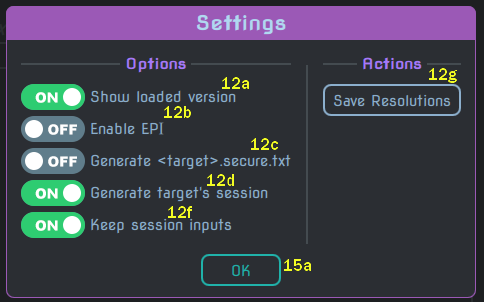 Settings
Options
12a
ON Show loaded version
12b
OFF Enable EPI
12c
OFF Generate <target>.secure.txt
12d
ON Generate target's session
12f
ON Keep session inputs
Actions
12g
Save Resolutions
OK 15a